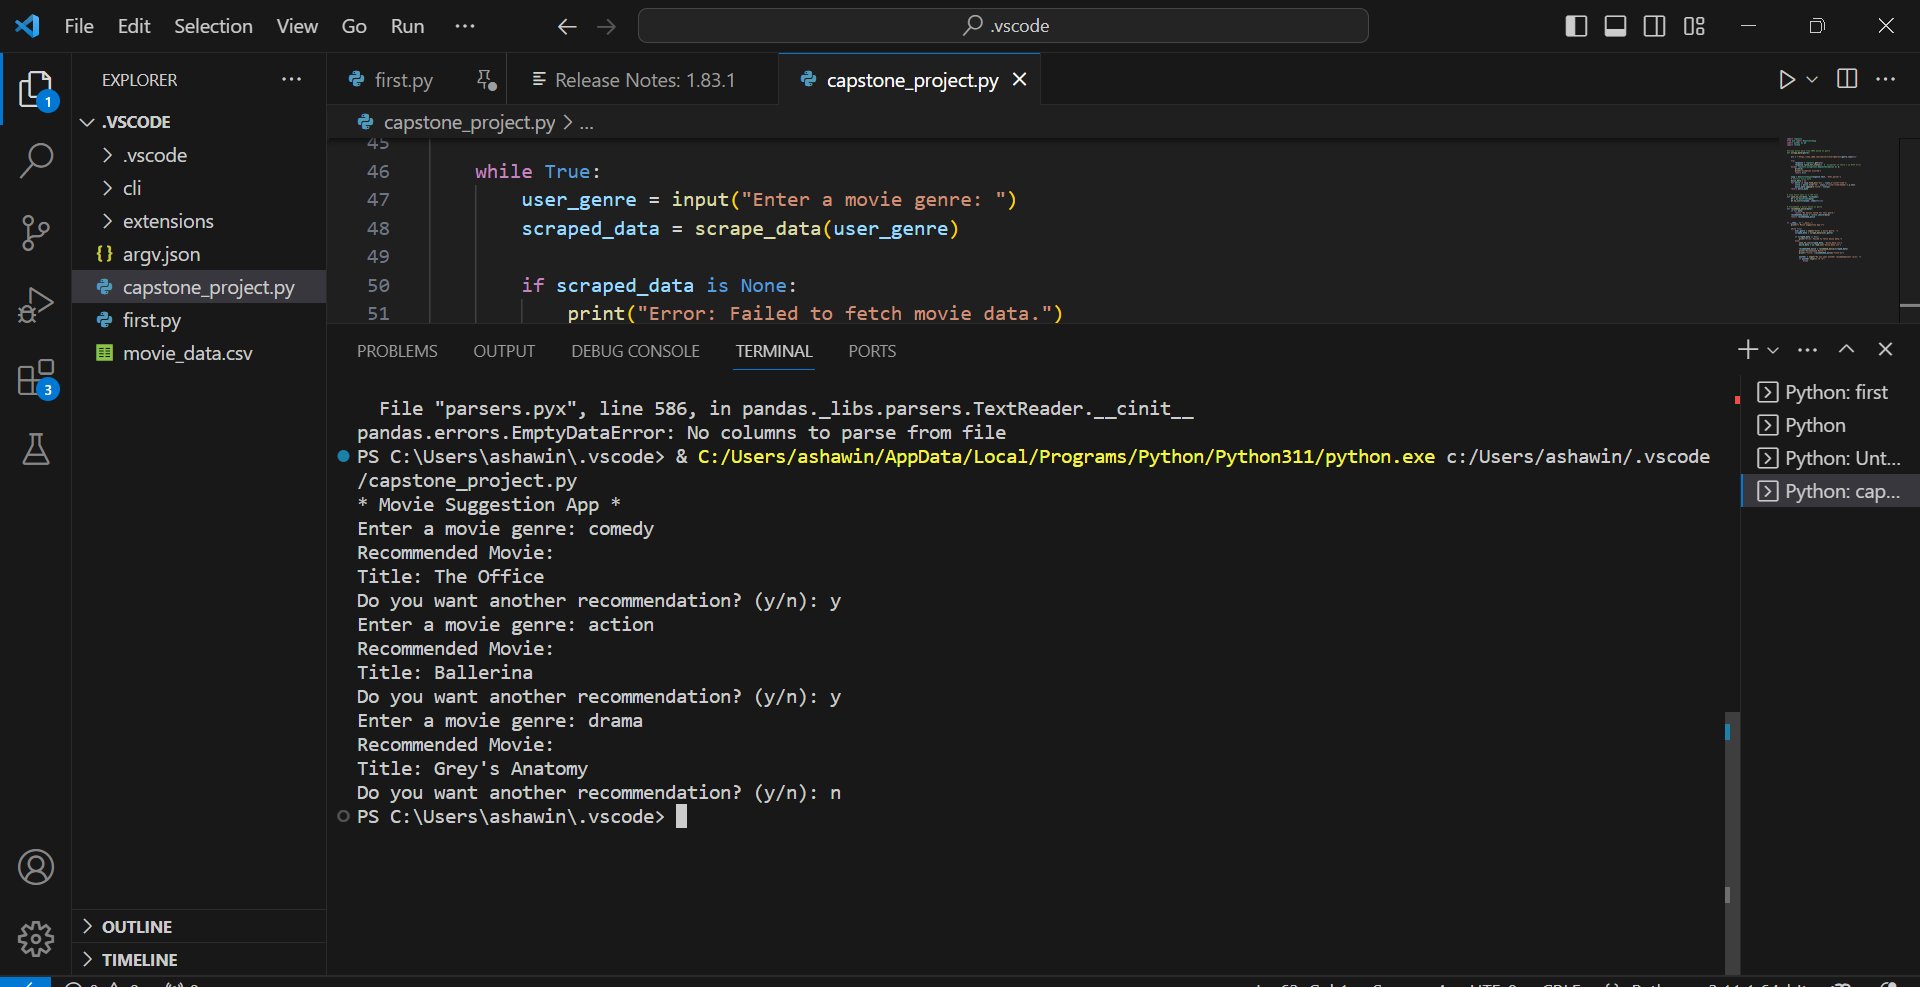 File Edit Selection View Go Run ... .vscode
EXPLORER
.VSCODE
.vscode
cli
extensions
argv.json
capstone_project.py
first.py
movie_data.csv
OUTLINE
TIMELINE
1
3
first.py
Release Notes: 1.83.1
capstone_project.py
capstone_project.py > ...
45
46 while True:
47 user_genre = input("Enter a movie genre: ")
48 scraped_data = scrape_data(user_genre)
49
50 if scraped_data is None:
51 print("Error: Failed to fetch movie data.")
PROBLEMS OUTPUT DEBUG CONSOLE TERMINAL PORTS
File "parsers.pyx", line 586, in pandas._libs.parsers.TextReader.__cinit__
pandas.errors.EmptyDataError: No columns to parse from file
PS C:\Users\ashawin\.vscode> & C:/Users/ashawin/AppData/Local/Programs/Python/Python311/python.exe c:/Users/ashawin/.vscode
/capstone_project.py
* Movie Suggestion App *
Enter a movie genre: comedy
Recommended Movie:
Title: The Office
Do you want another recommendation? (y/n): y
Enter a movie genre: action
Recommended Movie:
Title: Ballerina
Do you want another recommendation? (y/n): y
Enter a movie genre: drama
Recommended Movie:
Title: Grey's Anatomy
Do you want another recommendation? (y/n): n
PS C:\Users\ashawin\.vscode>
Python: first
Python
Python: Unt...
Python: cap...